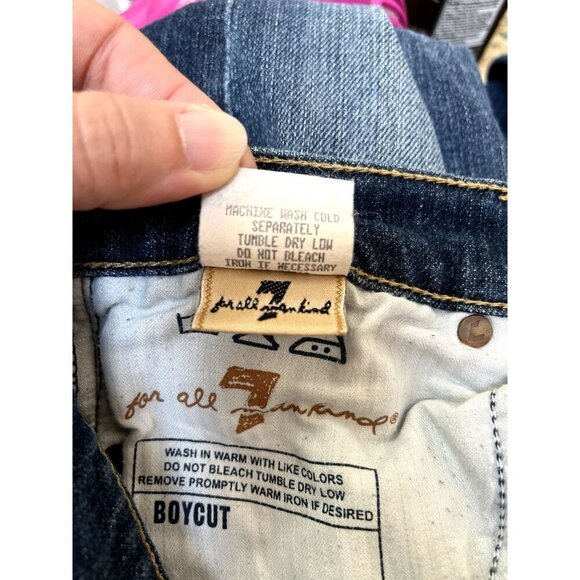 MACHINE WASH COLD
SEPARATELY
TUMBLE DRY LOW
DO NOT BLEACH
IRON IF NECESSARY
7
for all mankind
for all 7 mankind®
WASH IN WARM WITH LIKE COLORS
DO NOT BLEACH TUMBLE DRY LOW
REMOVE PROMPTLY WARM IRON IF DESIRED
BOYCUT